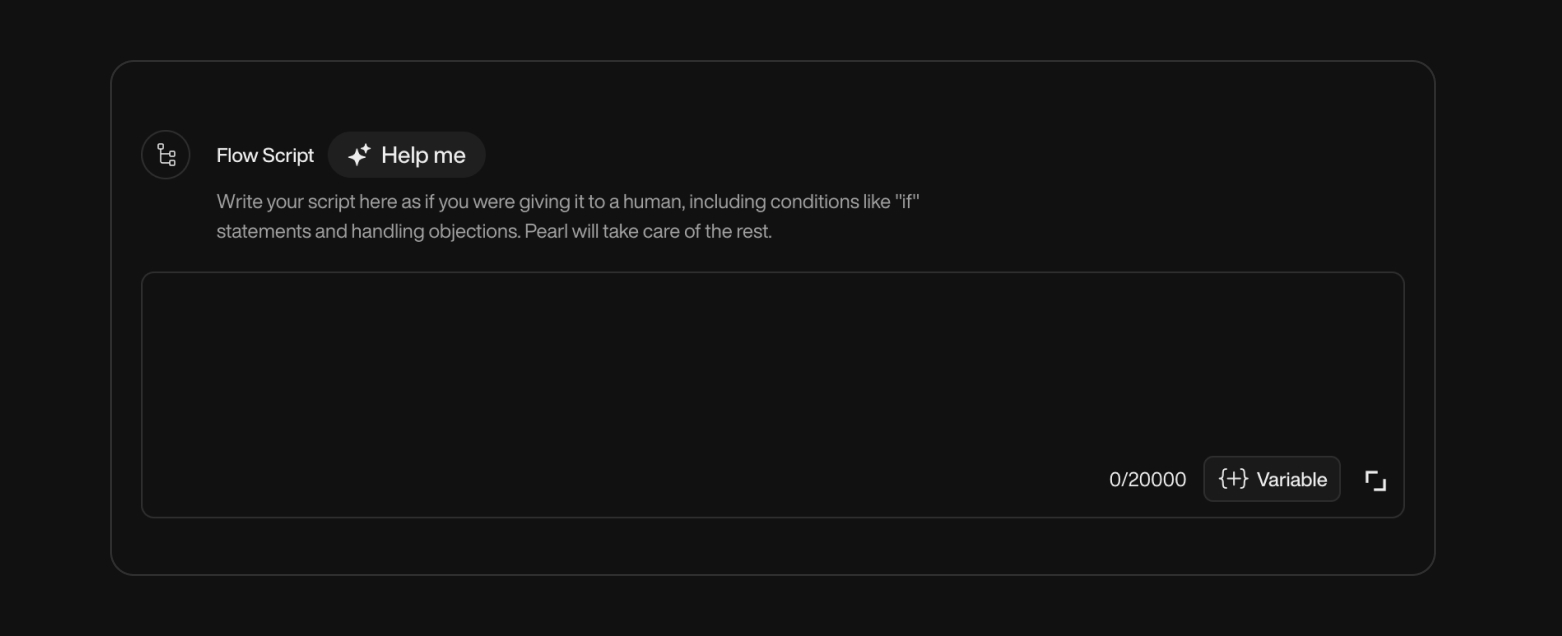 Flow Script
Help me
Write your script here as if you were giving it to a human, including conditions like "if"
statements and handling objections. Pearl will take care of the rest.
0/20000
{+} Variable